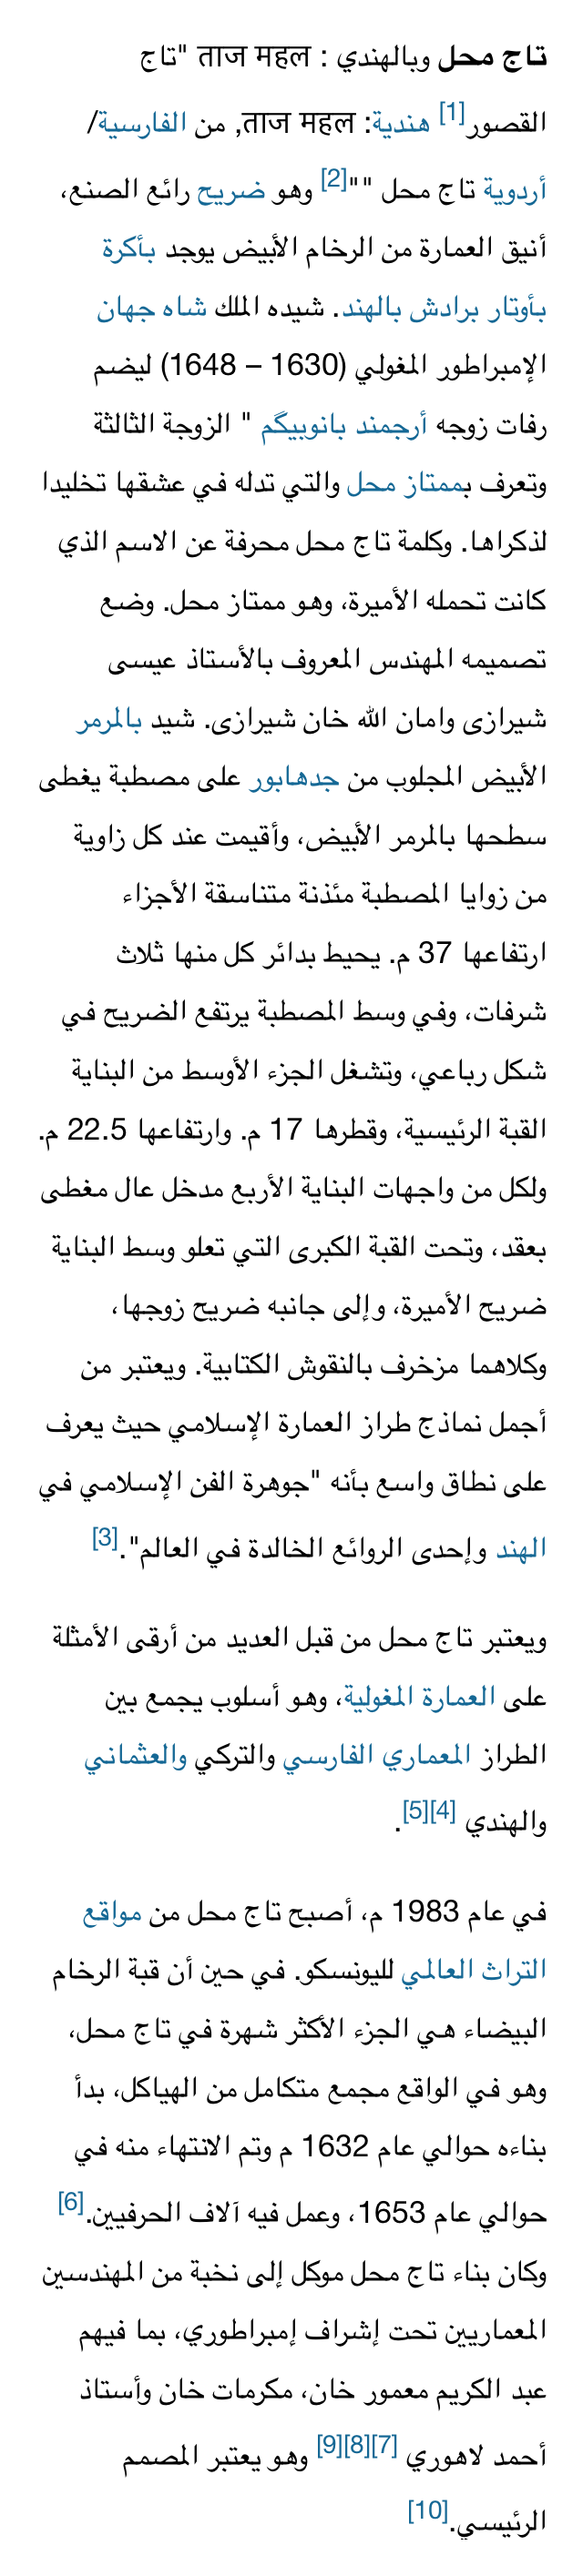 تاج محل وبالهندي : ताज महल "تاج
القصور[1] هندية: ताज महल, من الفارسية/
أردوية تاج محل ""[2] وهو ضريح رائع الصنع،
أنيق العمارة من الرخام الأبيض يوجد بأكرة
بأوتار برادش بالهند. شيده الملك شاه جهان
الإمبراطور المغولي (1630 – 1648) ليضم
رفات زوجه أرجمند بانوبيگم " الزوجة الثالثة
وتعرف بممتاز محل والتي تدله في عشقها تخليدا
لذكراها. وكلمة تاج محل محرفة عن الاسم الذي
كانت تحمله الأميرة، وهو ممتاز محل. وضع
تصميمه المهندس المعروف بالأستاذ عيسى
شيرازى وامان الله خان شيرازى. شيد بالمرمر
الأبيض المجلوب من جدهابور على مصطبة يغطى
سطحها بالمرمر الأبيض، وأقيمت عند كل زاوية
من زوايا المصطبة مئذنة متناسقة الأجزاء
ارتفاعها 37 م. يحيط بدائر كل منها ثلاث
شرفات، وفي وسط المصطبة يرتفع الضريح في
شكل رباعي، وتشغل الجزء الأوسط من البناية
القبة الرئيسية، وقطرها 17 م. وارتفاعها 22.5 م.
ولكل من واجهات البناية الأربع مدخل عال مغطى
بعقد، وتحت القبة الكبرى التي تعلو وسط البناية
ضريح الأميرة، وإلى جانبه ضريح زوجها،
وكلاهما مزخرف بالنقوش الكتابية. ويعتبر من
أجمل نماذج طراز العمارة الإسلامي حيث يعرف
على نطاق واسع بأنه "جوهرة الفن الإسلامي في
الهند وإحدى الروائع الخالدة في العالم".[3]
ويعتبر تاج محل من قبل العديد من أرقى الأمثلة
على العمارة المغولية، وهو أسلوب يجمع بين
الطراز المعماري الفارسي والتركي والعثماني
والهندي [4][5].
في عام 1983 م، أصبح تاج محل من مواقع
التراث العالمي لليونسكو. في حين أن قبة الرخام
البيضاء هي الجزء الأكثر شهرة في تاج محل،
وهو في الواقع مجمع متكامل من الهياكل، بدأ
بناءه حوالي عام 1632 م وتم الانتهاء منه في
حوالي عام 1653، وعمل فيه آلاف الحرفيين.[6]
وكان بناء تاج محل موكل إلى نخبة من المهندسين
المعماريين تحت إشراف إمبراطوري، بما فيهم
عبد الكريم معمور خان، مكرمات خان وأستاذ
أحمد لاهوري [7][8][9] وهو يعتبر المصمم
الرئيسي.[10]